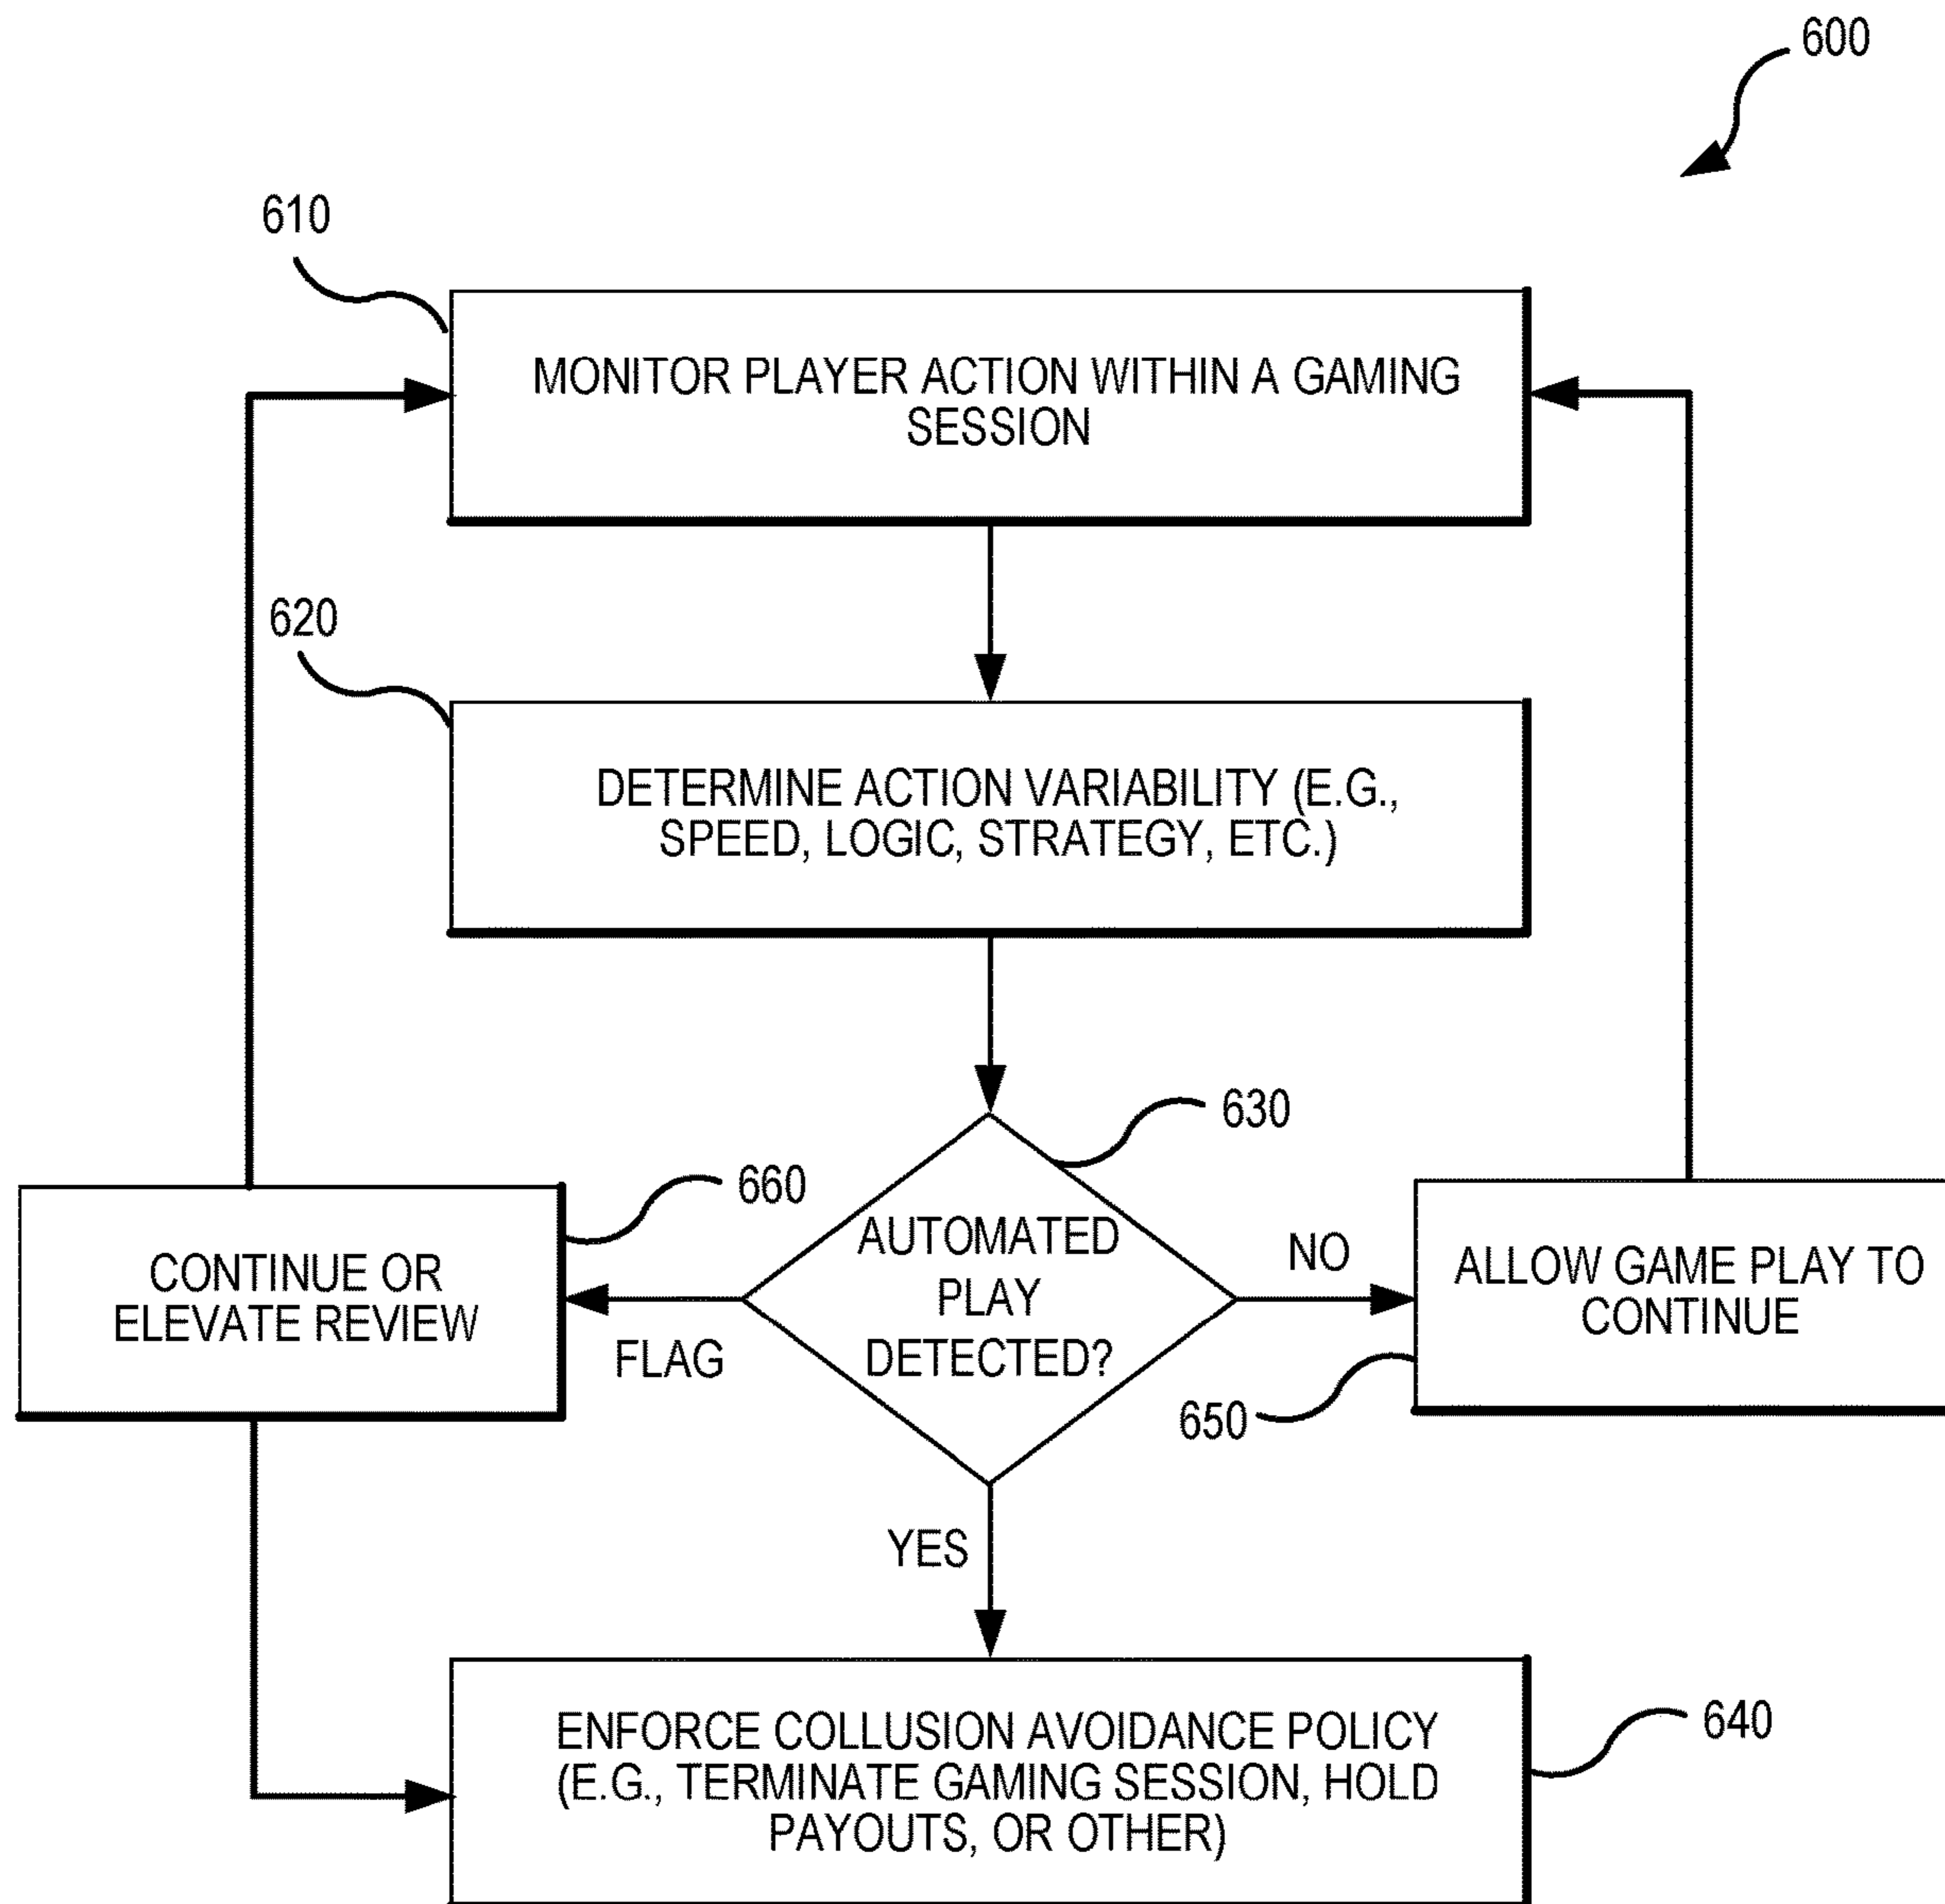 600
610
MONITOR PLAYER ACTION WITHIN A GAMING
SESSION
620
DETERMINE ACTION VARIABILITY (E.G.,
SPEED, LOGIC, STRATEGY, ETC.)
630
660
CONTINUE OR
ELEVATE REVIEW
FLAG
AUTOMATED
PLAY
DETECTED?
NO
ALLOW GAME PLAY TO
CONTINUE
650
YES
ENFORCE COLLUSION AVOIDANCE POLICY
(E.G., TERMINATE GAMING SESSION, HOLD
PAYOUTS, OR OTHER)
640